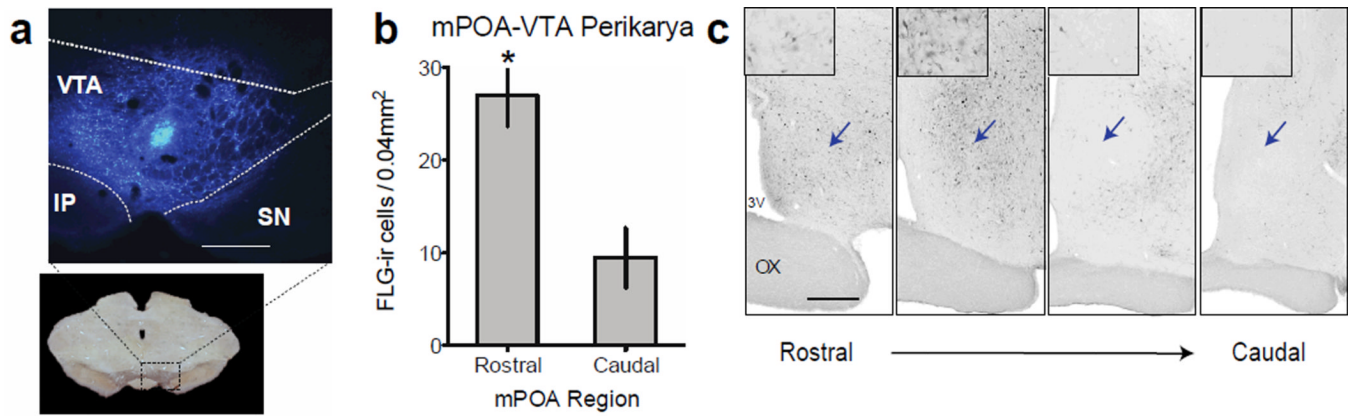 a
VTA
IP
SN
b
mPOA-VTA Perikarya
FLG-ir cells / 0.04mm²
30
20
10
0
*
Rostral
Caudal
mPOA Region
c
3V
OX
Rostral
Caudal